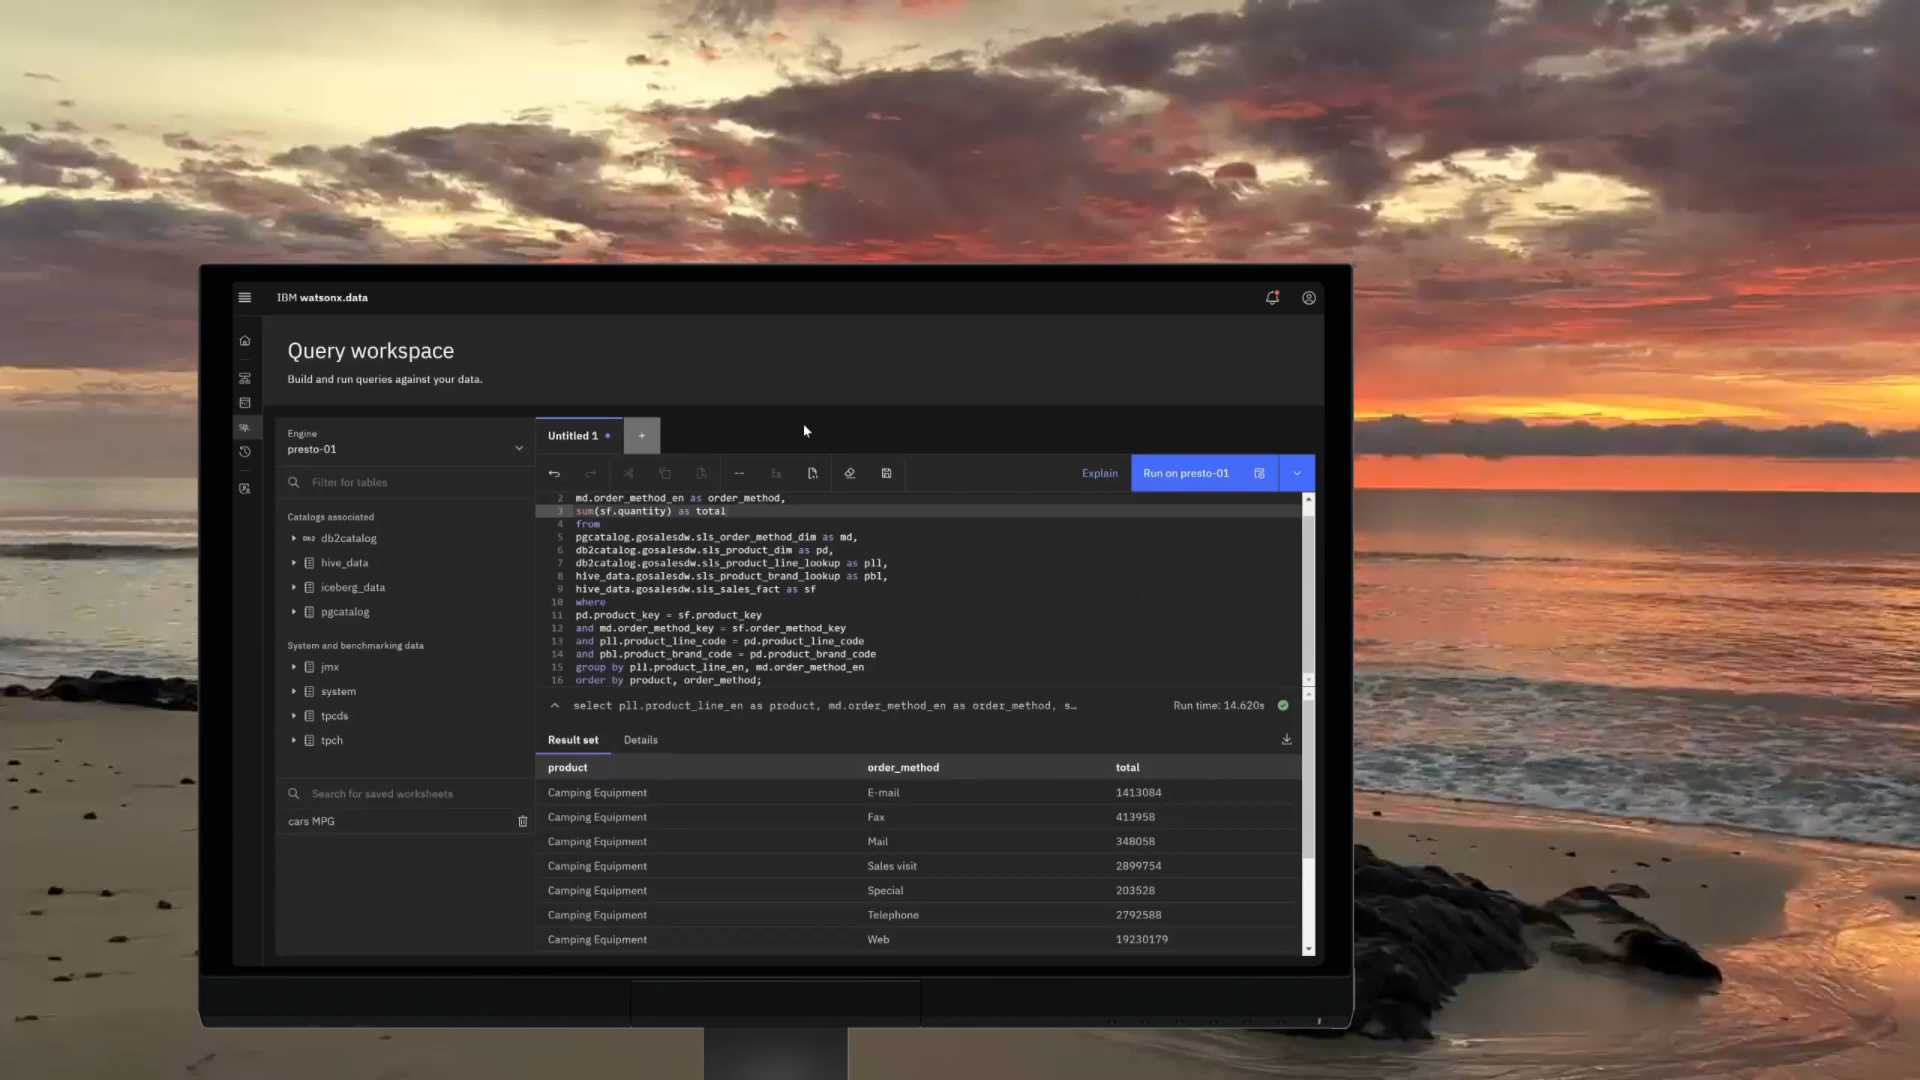 IBM watsonx.data
Query workspace
Build and run queries against your data.
Engine
presto-01
Filter for tables
Catalogs associated
Db2 db2catalog
hive_data
iceberg_data
pgcatalog
System and benchmarking data
jmx
system
tpcds
tpch
Search for saved worksheets
cars MPG
SQL
Untitled 1
+
Explain
Run on presto-01
2 md.order_method_en as order_method,
3 sum(sf.quantity) as total
4 from
5 pgcatalog.gosalesdw.sls_order_method_dim as md,
6 db2catalog.gosalesdw.sls_product_dim as pd,
7 db2catalog.gosalesdw.sls_product_line_lookup as pll,
8 hive_data.gosalesdw.sls_product_brand_lookup as pbl,
9 hive_data.gosalesdw.sls_sales_fact as sf
10 where
11 pd.product_key = sf.product_key
12 and md.order_method_key = sf.order_method_key
13 and pll.product_line_code = pd.product_line_code
14 and pbl.product_brand_code = pd.product_brand_code
15 group by pll.product_line_en, md.order_method_en
16 order by product, order_method;
select pll.product_line_en as product, md.order_method_en as order_method, s…
Run time: 14.620s
Result set Details
product order_method total
Camping Equipment E-mail 1413084
Camping Equipment Fax 413958
Camping Equipment Mail 348058
Camping Equipment Sales visit 2899754
Camping Equipment Special 203528
Camping Equipment Telephone 2792588
Camping Equipment Web 19230179